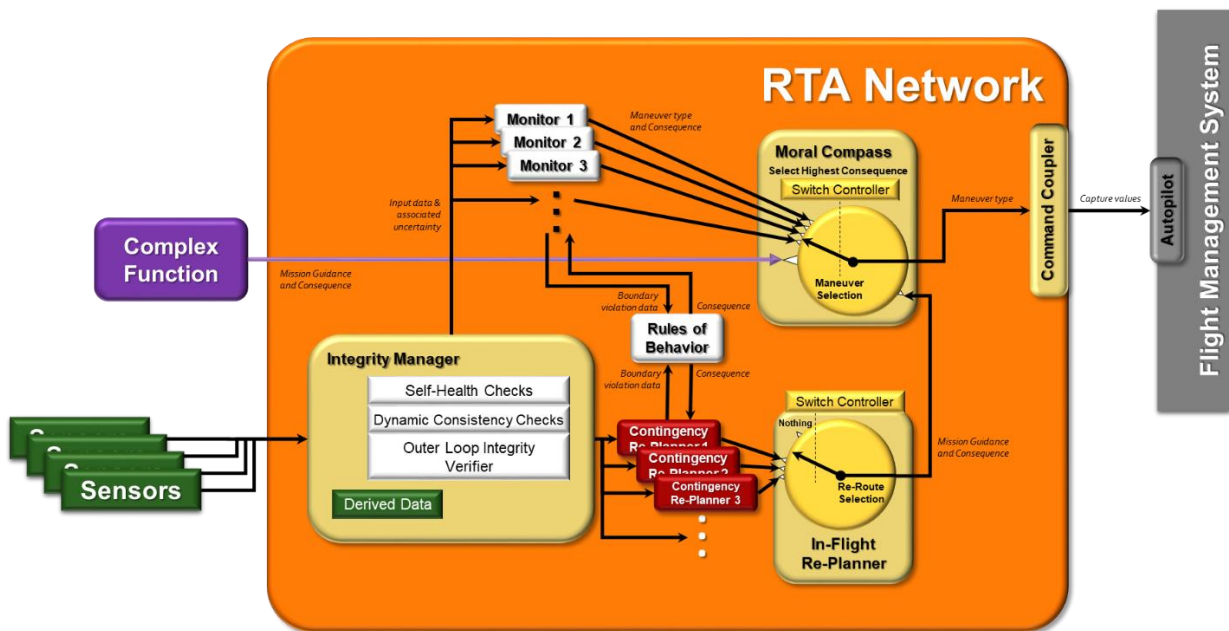 RTA Network
Flight Management System
Monitor 1
Monitor 2
Monitor 3
Maneuver type
and Consequence
Moral Compass
Select Highest Consequence
Switch Controller
Maneuver
Selection
Maneuver type
Command Coupler
Capture values
Autopilot
Input data &
associated
uncertainty
Complex
Function
Mission Guidance
and Consequence
Boundary
violation data
Consequence
Rules of
Behavior
Boundary
violation data
Consequence
Integrity Manager
Self-Health Checks
Dynamic Consistency Checks
Outer Loop Integrity
Verifier
Derived Data
Sensors
Contingency
Re-Planner 1
Contingency
Re-Planner 2
Contingency
Re-Planner 3
Switch Controller
Nothing
Re-Route
Selection
In-Flight
Re-Planner
Mission Guidance
and Consequence